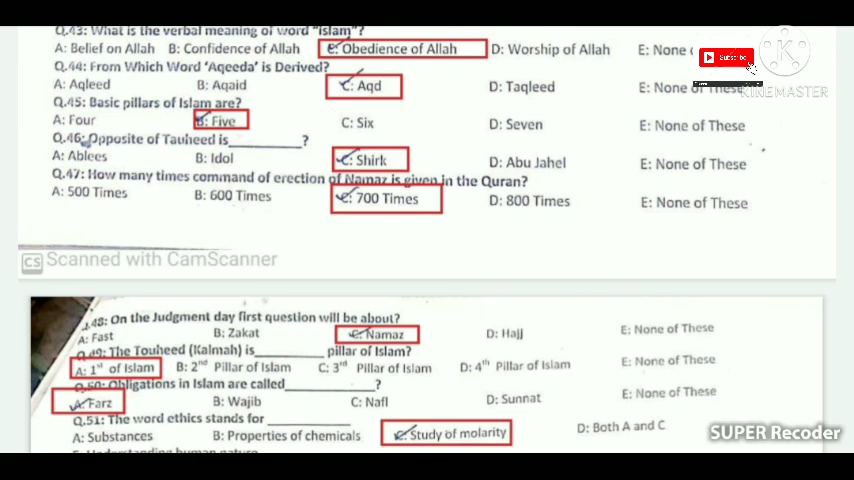 Q.43: What is the verbal meaning of word "Islam"?
A: Belief on Allah B: Confidence of Allah C: Obedience of Allah D: Worship of Allah E: None
Subscribe
Q.44: From Which Word 'Aqeeda' is Derived?
A: Aqleed B: Aqaid C: Aqd D: Taqleed E: None of These
KINEMASTER
Q.45: Basic pillars of Islam are?
A: Four B: Five C: Six D: Seven E: None of These
Q.46: Opposite of Tauheed is__________?
A: Ablees B: Idol C: Shirk D: Abu Jahel E: None of These
Q.47: How many times command of erection of Namaz is given in the Quran?
A: 500 Times B: 600 Times C: 700 Times D: 800 Times E: None of These
CS Scanned with CamScanner
.48: On the Judgment day first question will be about?
A: Fast B: Zakat C: Namaz D: Hajj E: None of These
Q.49: The Touheed (Kalmah) is__________ pillar of Islam?
A: 1st of Islam B: 2nd Pillar of Islam C: 3rd Pillar of Islam D: 4th Pillar of Islam E: None of These
Q.50: Obligations in Islam are called____________?
A: Farz B: Wajib C: Nafl D: Sunnat E: None of These
Q.51: The word ethics stands for ____________
A: Substances B: Properties of chemicals C: Study of molarity D: Both A and C
SUPER Recorder
E: Understanding human nature